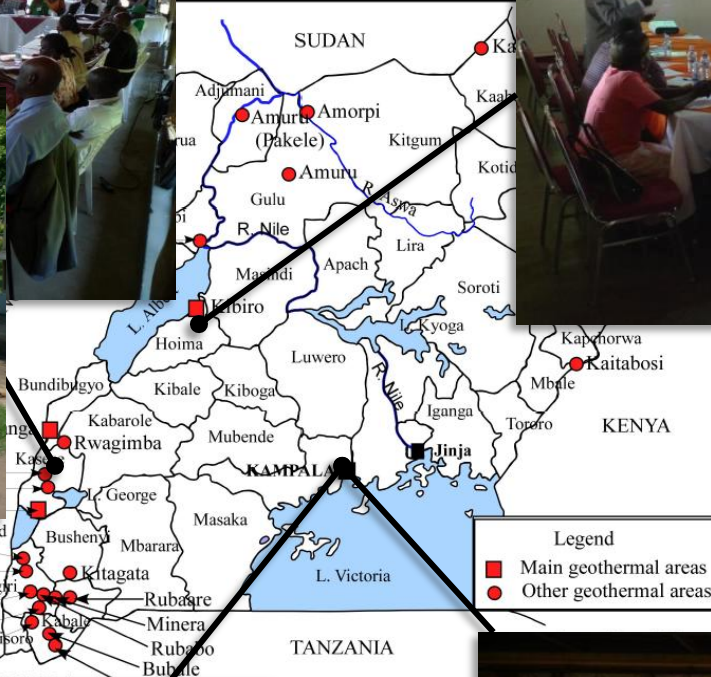 SUDAN
Adjumani
Amuru
(Pakele)
Amorpi
Kitgum
Amuru
Gulu
R. Aswa
R. Nile
Lira
Apach
Masindi
Soroti
Kibiro
L. Kyoga
Hoima
Luwero
Kapchorwa
Kaitabosi
Mbale
Bundibugyo
Kibale
Kiboga
R. Nile
Iganga
Tororo
KENYA
Kabarole
Rwagimba
Mubende
Jinja
KAMPALA
L. George
Masaka
Bushenyi
Mbarara
Legend
Main geothermal areas
Other geothermal areas
L. Victoria
Kitagata
Rubaare
Kabale
Minera
Rubabo
TANZANIA
Bubale